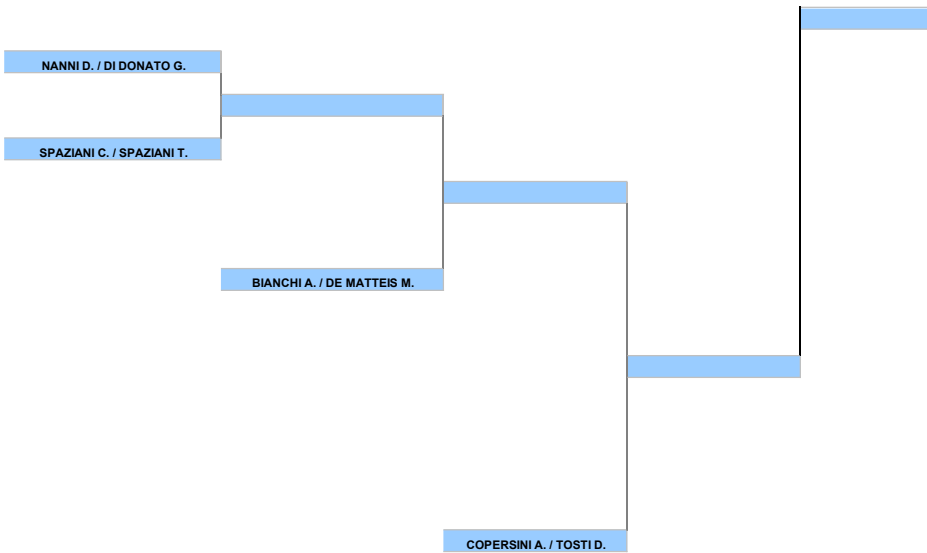 NANNI D. / DI DONATO G.
SPAZIANI C. / SPAZIANI T.
BIANCHI A. / DE MATTEIS M.
COPERSINI A. / TOSTI D.